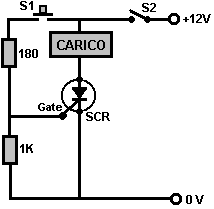 S1
S2
+12V
180
CARICO
Gate
SCR
1K
0 V